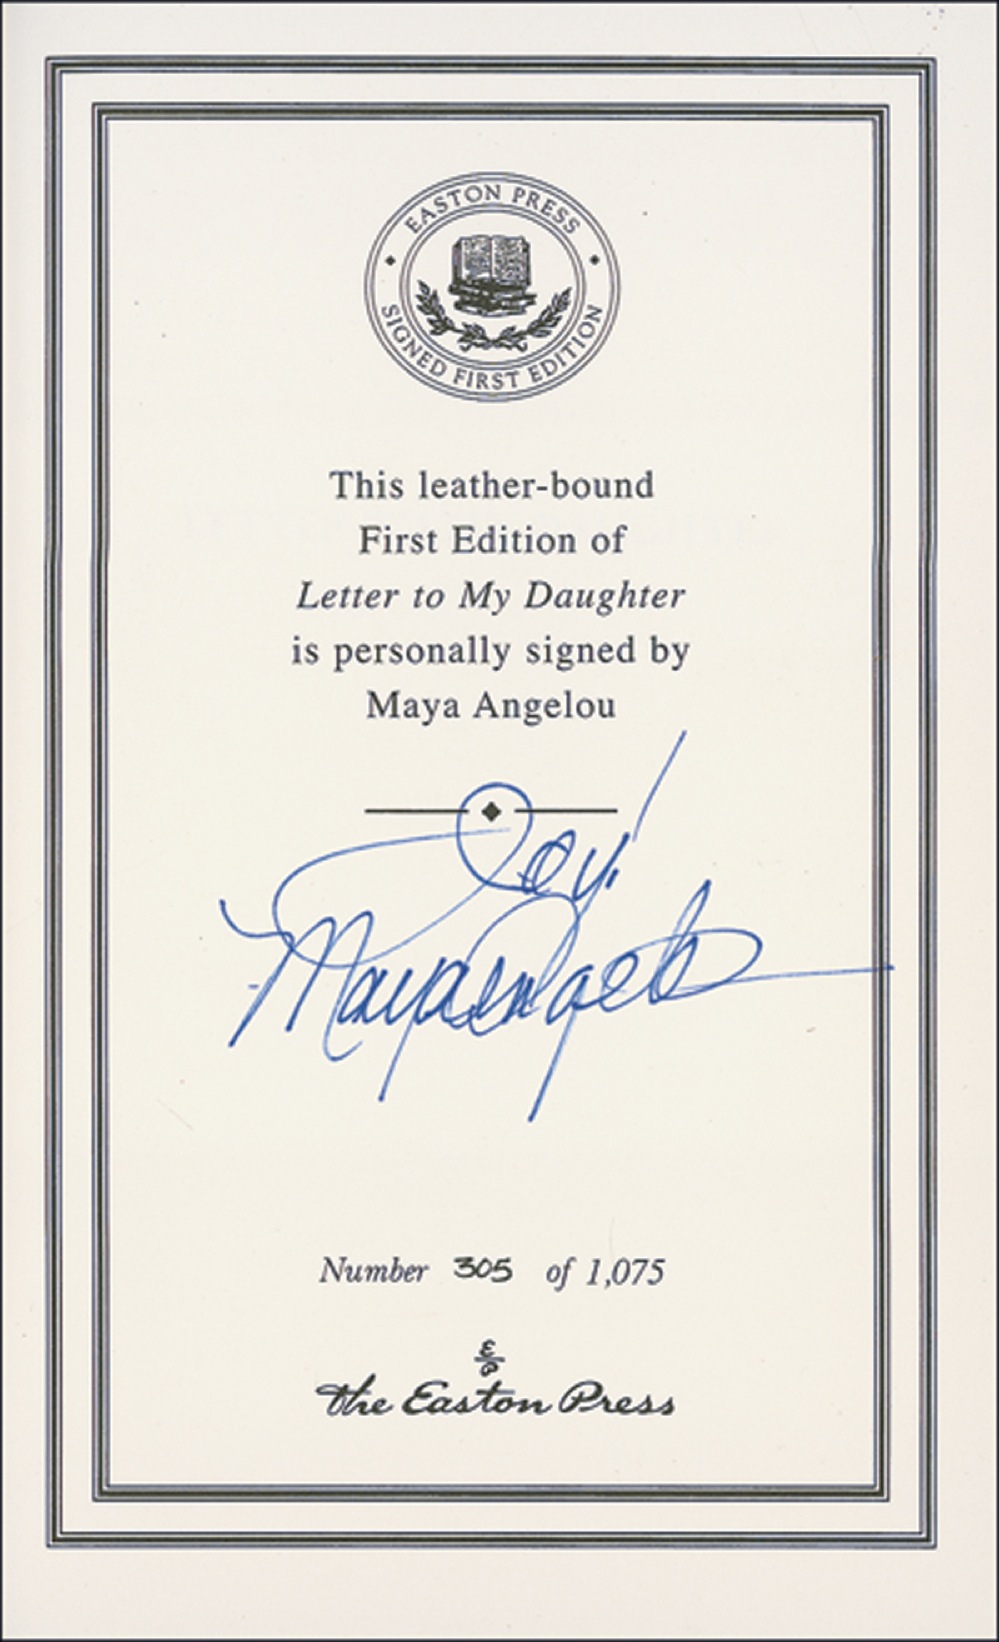 EASTON PRESS
SIGNED FIRST EDITION
This leather-bound
First Edition of
Letter to My Daughter
is personally signed by
Maya Angelou
Joy!
Maya Angelou
Number 305 of 1,075
E/P
the Easton Press